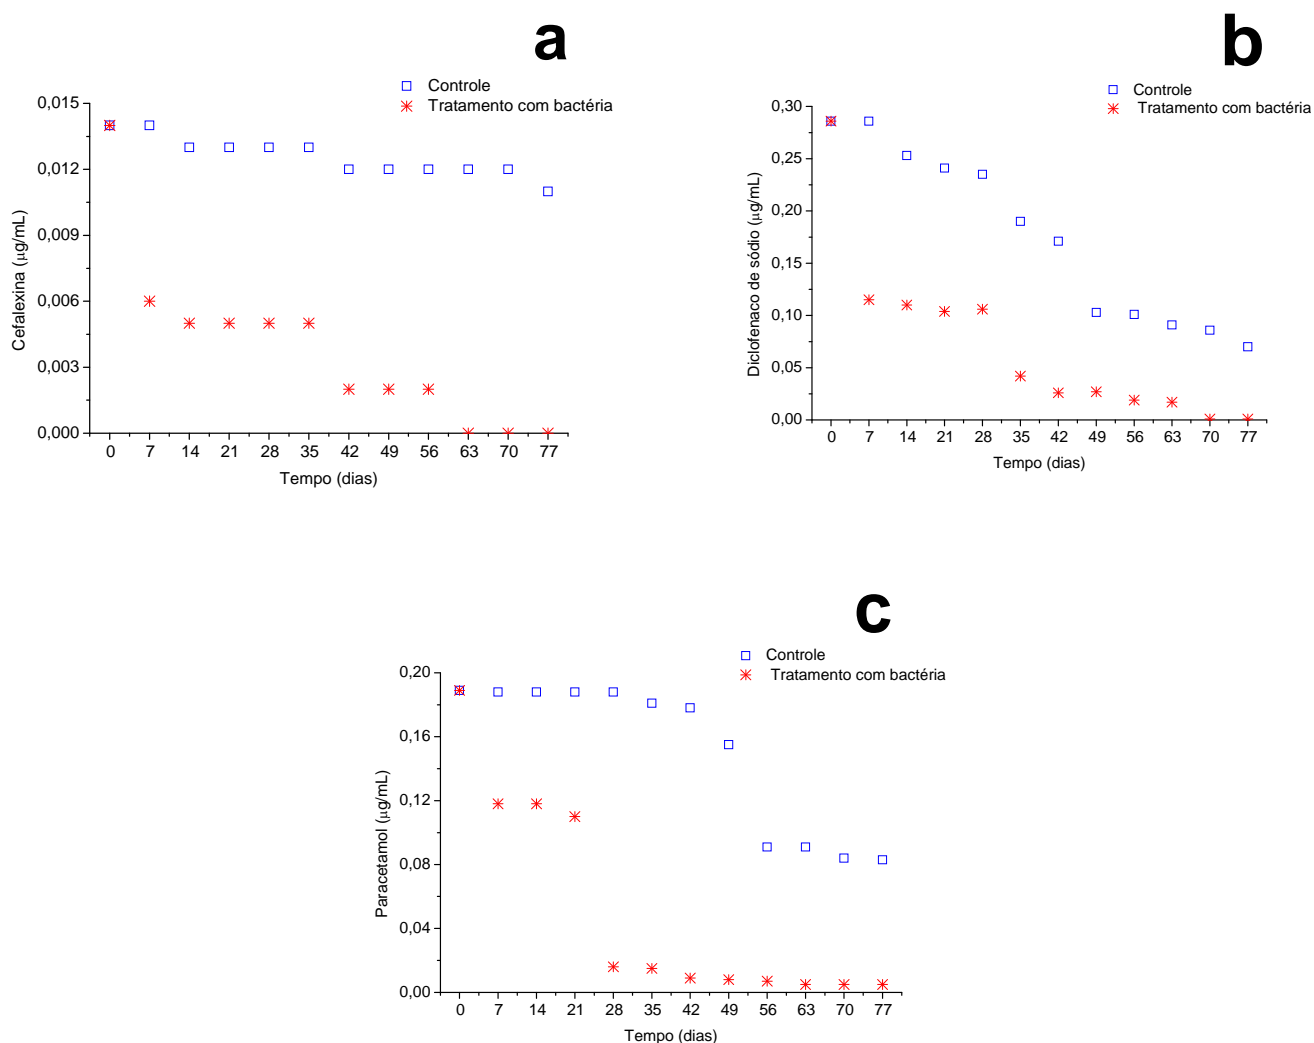 a
Controle
Tratamento com bactéria
0,015
0,012
0,009
0,006
0,003
0,000
Cefalexina (µg/mL)
0 7 14 21 28 35 42 49 56 63 70 77
Tempo (dias)
b
Controle
Tratamento com bactéria
0,30
0,25
0,20
0,15
0,10
0,05
0,00
Diclofenaco de sódio (µg/mL)
0 7 14 21 28 35 42 49 56 63 70 77
Tempo (dias)
c
Controle
Tratamento com bactéria
0,20
0,16
0,12
0,08
0,04
0,00
Paracetamol (µg/mL)
0 7 14 21 28 35 42 49 56 63 70 77
Tempo (dias)